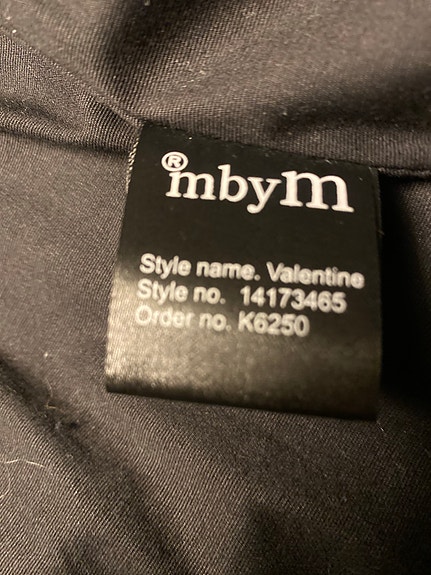 ® mbyM
Style name. Valentine
Style no. 14173465
Order no. K6250